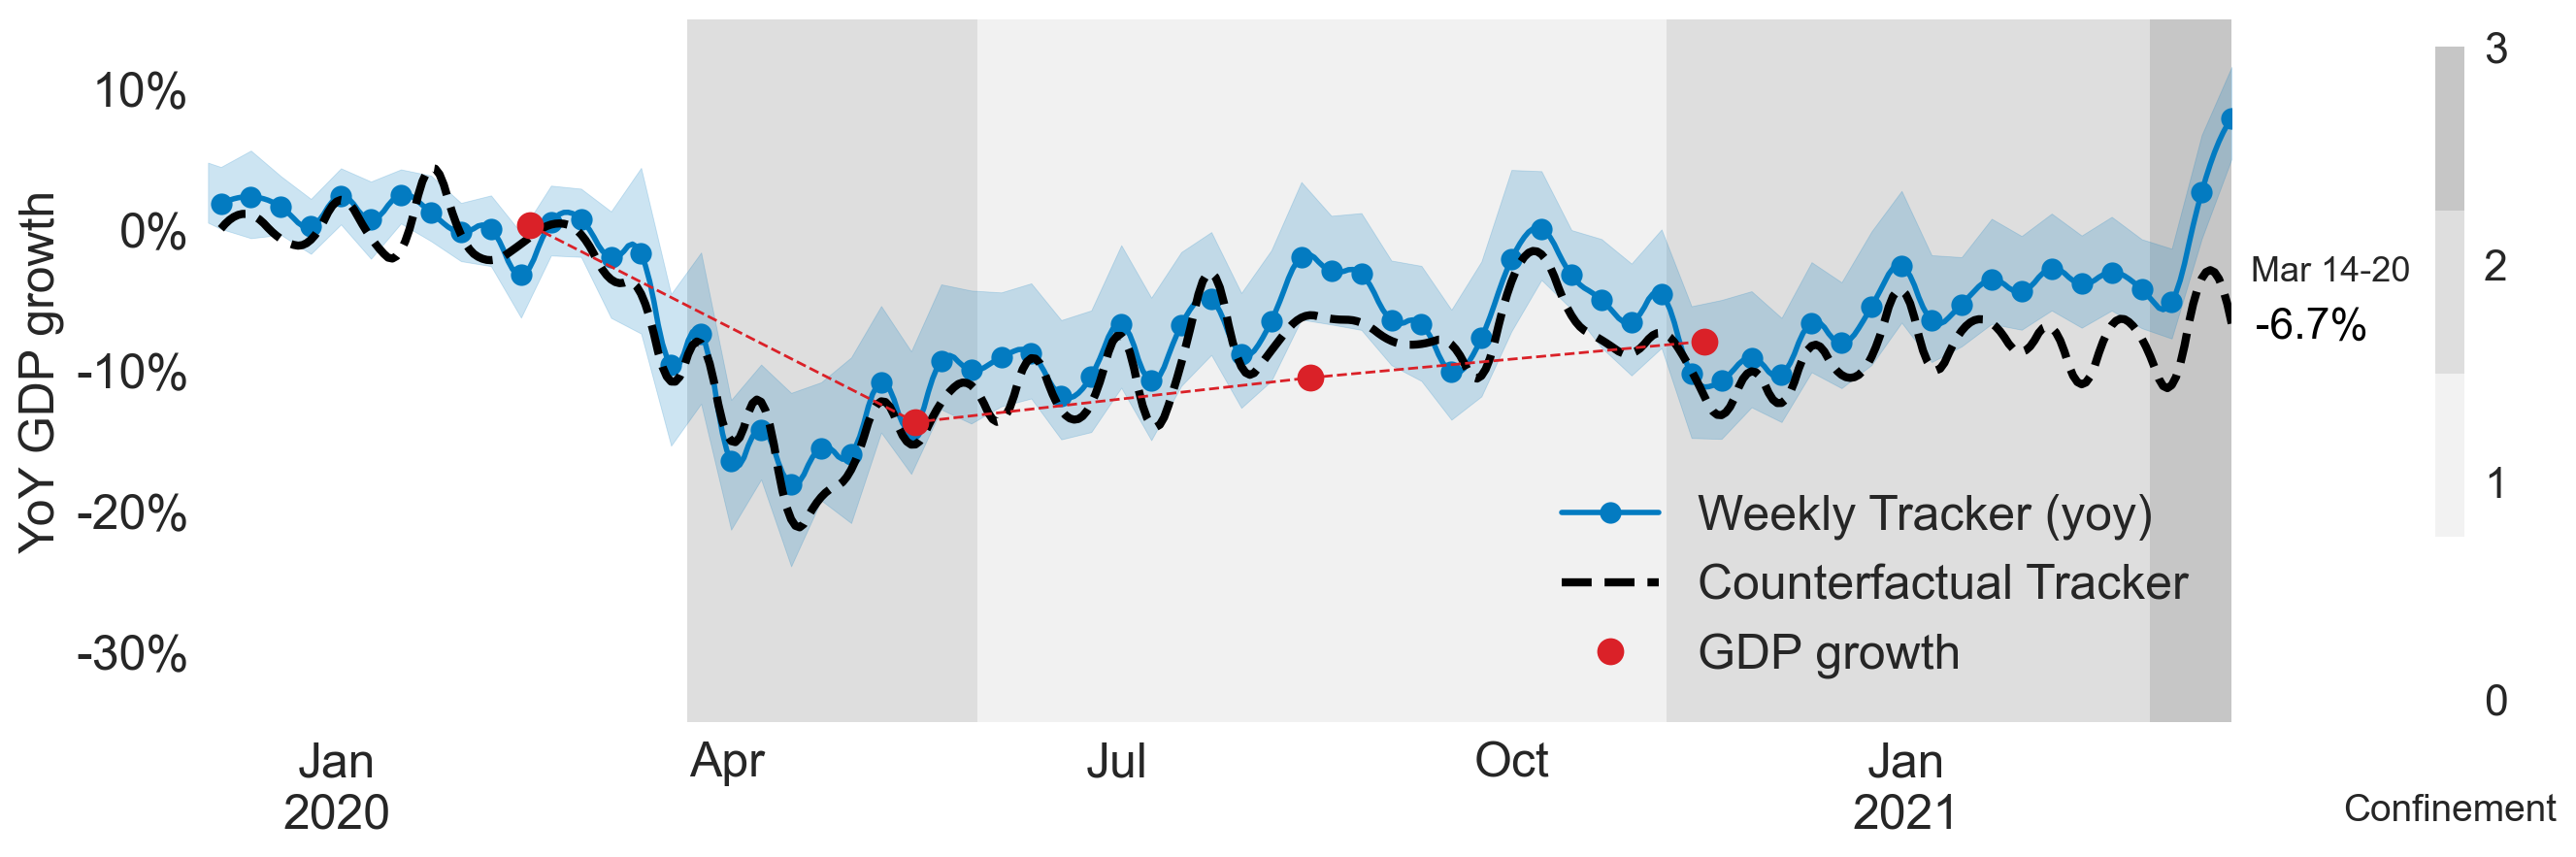 YoY GDP growth
10%
0%
-10%
-20%
-30%
Jan
2020
Apr
Jul
Oct
Jan
2021
Weekly Tracker (yoy)
Counterfactual Tracker
GDP growth
Mar 14-20
-6.7%
3
2
1
0
Confinement